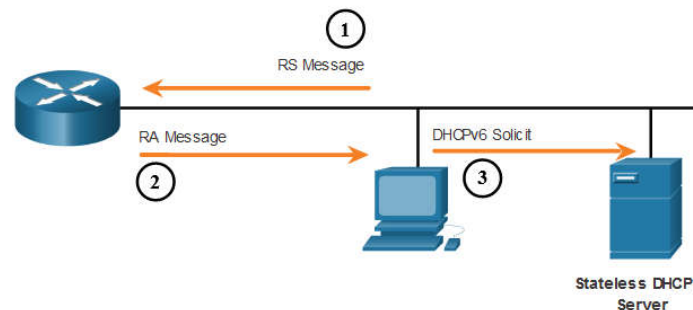 1
RS Message
RA Message
2
DHCPv6 Solicit
3
Stateless DHCP
Server